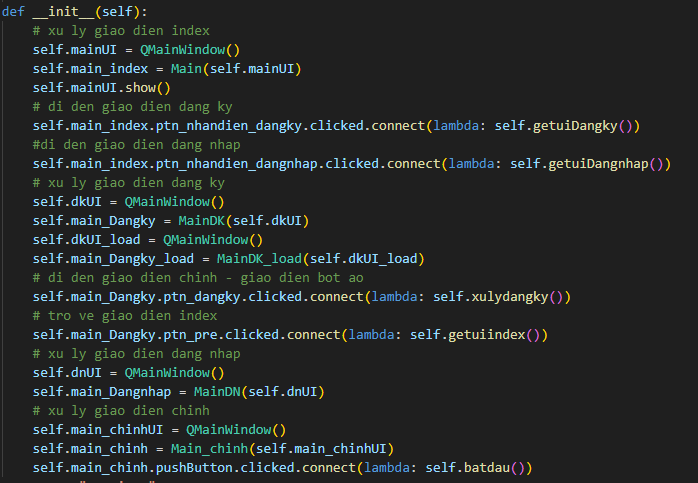 def __init__(self):
# xu ly giao dien index
self.mainUI = QMainWindow()
self.main_index = Main(self.mainUI)
self.mainUI.show()
# di den giao dien dang ky
self.main_index.ptn_nhandien_dangky.clicked.connect(lambda: self.getuiDangky())
#di den giao dien dang nhap
self.main_index.ptn_nhandien_dangnhap.clicked.connect(lambda: self.getuiDangnhap())
# xu ly giao dien dang ky
self.dkUI = QMainWindow()
self.main_Dangky = MainDK(self.dkUI)
self.dkUI_load = QMainWindow()
self.main_Dangky_load = MainDK_load(self.dkUI_load)
# di den giao dien chinh - giao dien bot ao
self.main_Dangky.ptn_dangky.clicked.connect(lambda: self.xulydangky())
# tro ve giao dien index
self.main_Dangky.ptn_pre.clicked.connect(lambda: self.getuiindex())
# xu ly giao dien dang nhap
self.dnUI = QMainWindow()
self.main_Dangnhap = MainDN(self.dnUI)
# xu ly giao dien chinh
self.main_chinhUI = QMainWindow()
self.main_chinh = Main_chinh(self.main_chinhUI)
self.main_chinh.pushButton.clicked.connect(lambda: self.batdau())